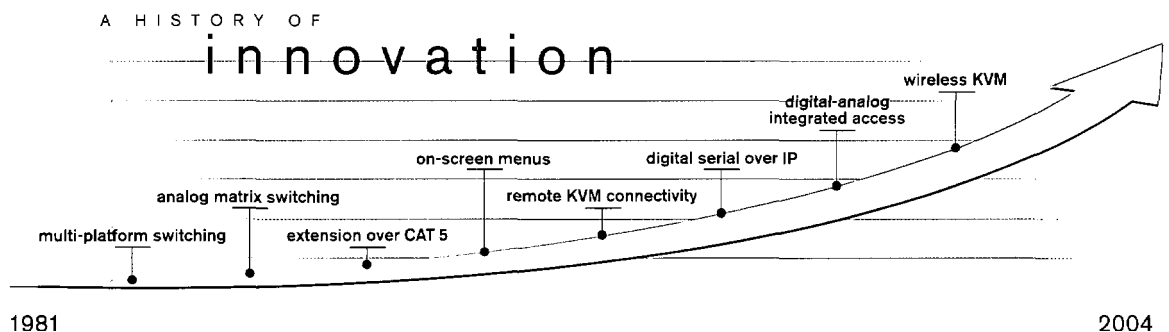 A HISTORY OF
innovation
wireless KVM
digital-analog
integrated access
on-screen menus
digital serial over IP
analog matrix switching
remote KVM connectivity
multi-platform switching
extension over CAT 5
1981
2004